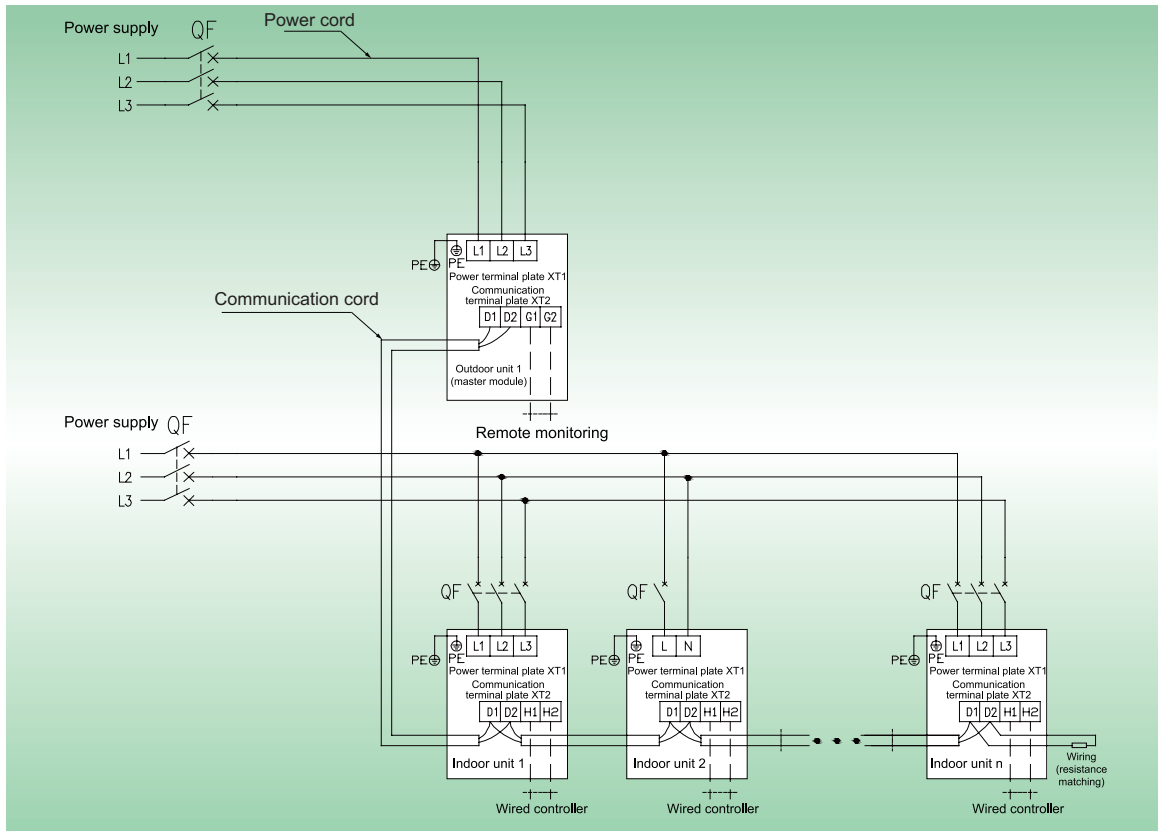 Power supply QF Power cord
L1
L2
L3
PE PE L1 L2 L3
Power terminal plate XT1
Communication
terminal plate XT2
D1 D2 G1 G2
Communication cord
Outdoor unit 1
(master module)
Remote monitoring
Power supply QF
L1
L2
L3
QF QF QF
PE PE L1 L2 L3
Power terminal plate XT1
Communication
terminal plate XT2
D1 D2 H1 H2
Indoor unit 1
Wired controller
PE PE L N
Power terminal plate XT1
Communication
terminal plate XT2
D1 D2 H1 H2
Indoor unit 2
Wired controller
PE PE L1 L2 L3
Power terminal plate XT1
Communication
terminal plate XT2
D1 D2 H1 H2
Indoor unit n
Wired controller
Wiring
(resistance
matching)